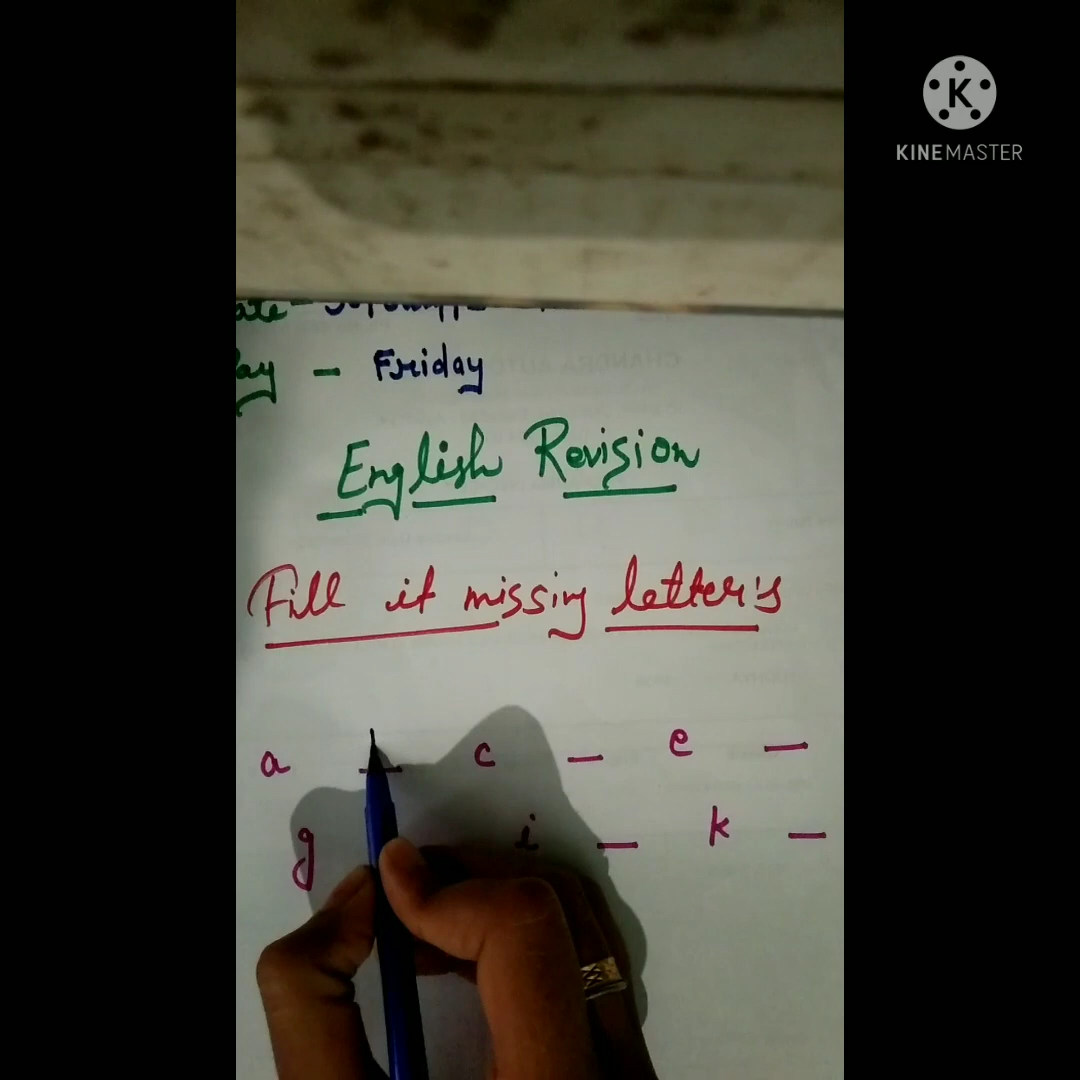 K
KINEMASTER
Friday
English Revision
Fill it missing letter's
a _ c _ e _
g i _ k _